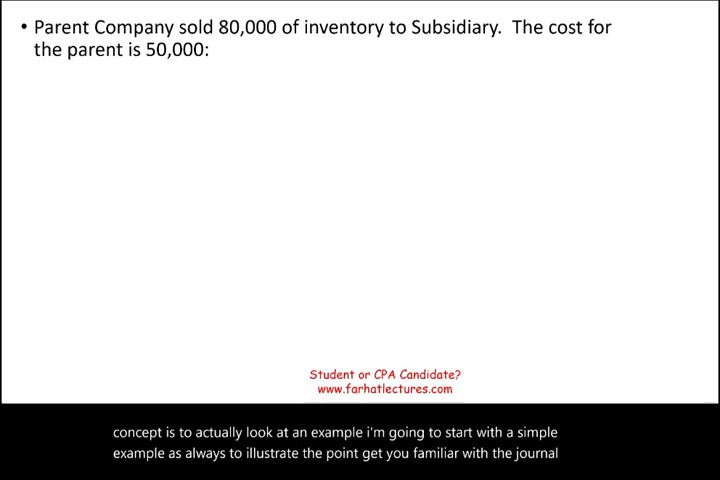 • Parent Company sold 80,000 of inventory to Subsidiary. The cost for
the parent is 50,000:
Student or CPA Candidate?
www.farhatlectures.com
concept is to actually look at an example i'm going to start with a simple
example as always to illustrate the point get you familiar with the journal